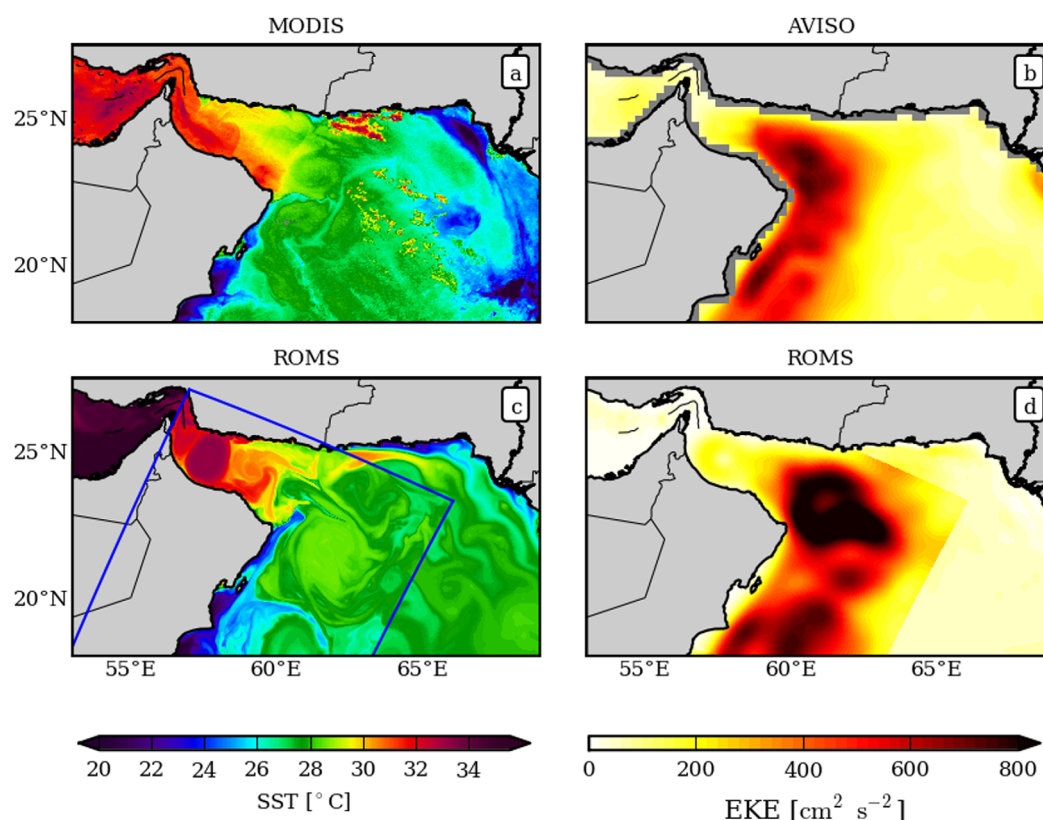 MODIS
AVISO
a
b
25°N
20°N
ROMS
ROMS
c
d
25°N
20°N
55°E 60°E 65°E
55°E 60°E 65°E
20 22 24 26 28 30 32 34
0 200 400 600 800
SST [°C]
EKE [cm² s⁻²]